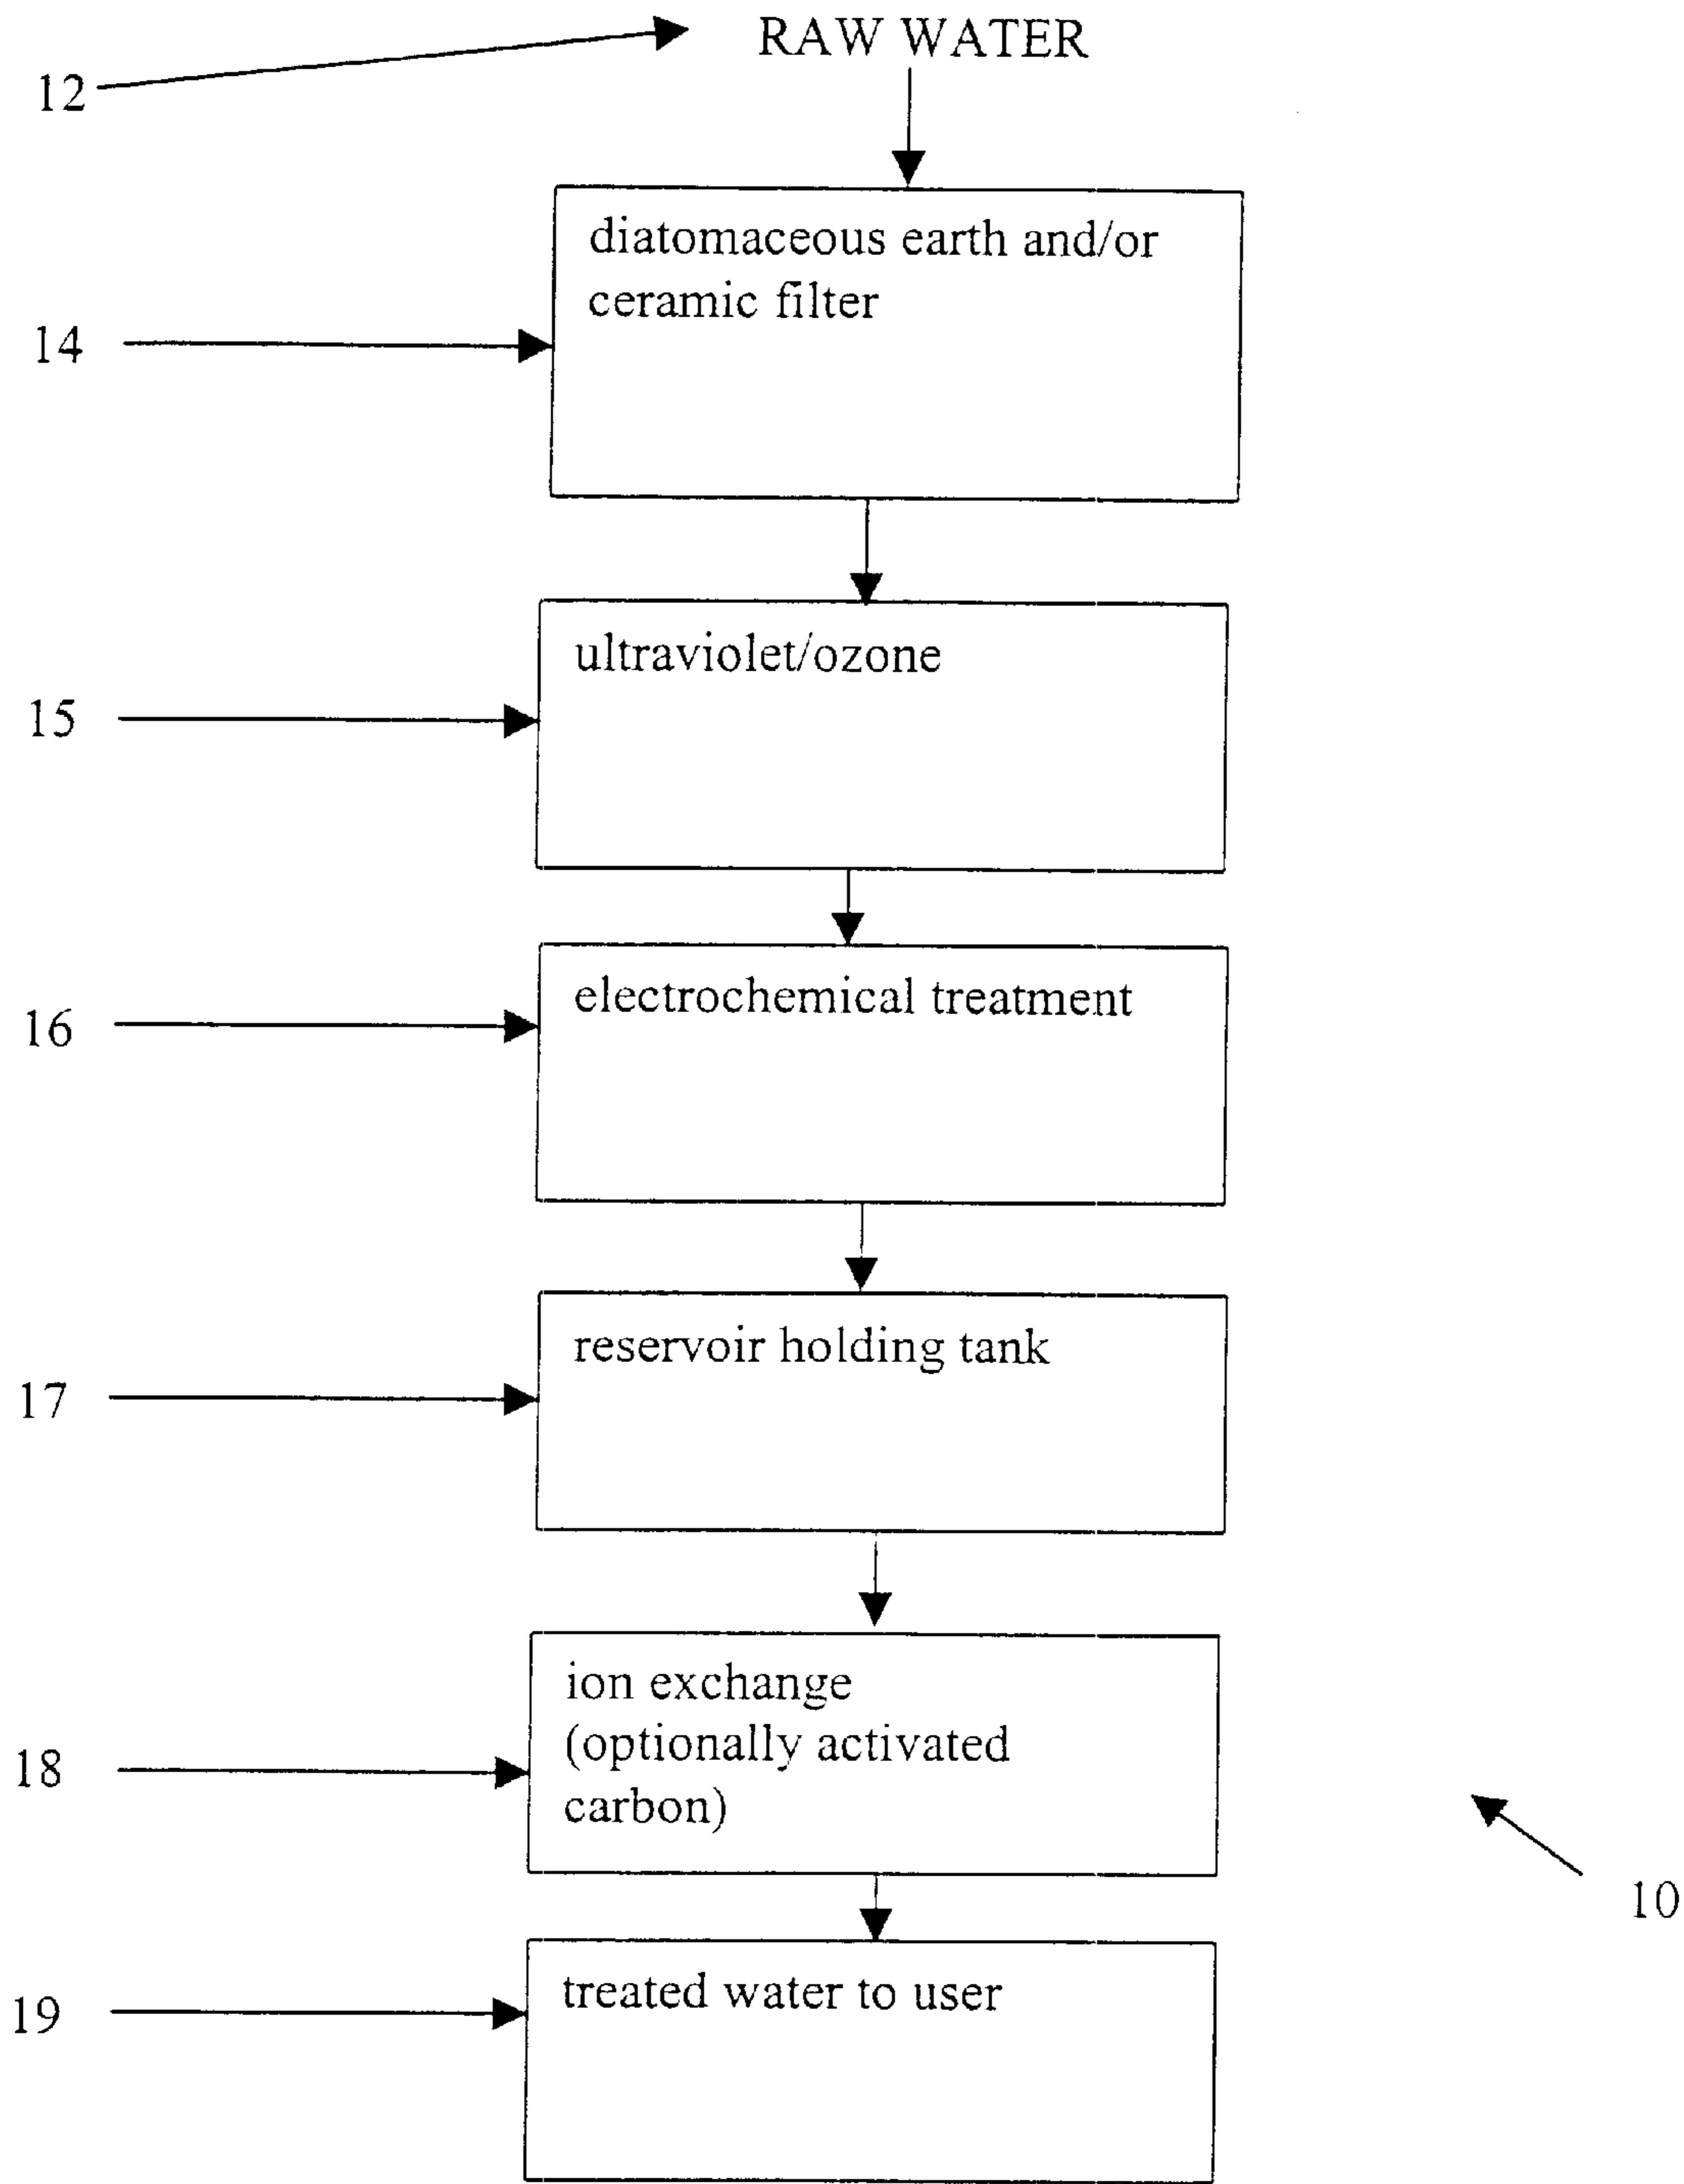 RAW WATER
12
diatomaceous earth and/or
ceramic filter
14
ultraviolet/ozone
15
electrochemical treatment
16
reservoir holding tank
17
ion exchange
(optionally activated
carbon)
18
10
treated water to user
19